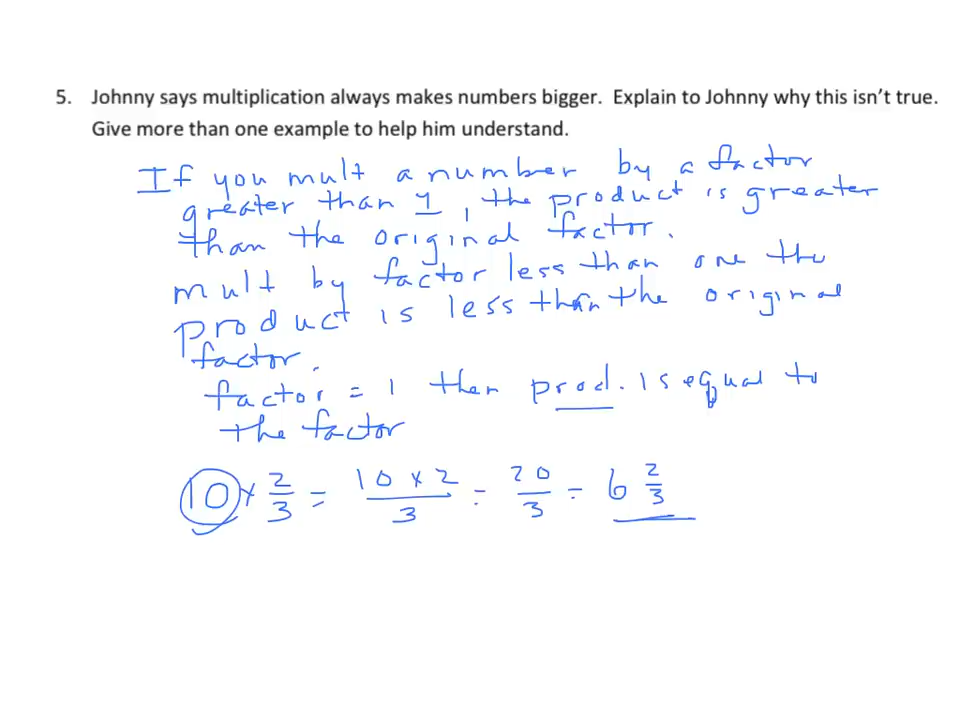 5. Johnny says multiplication always makes numbers bigger. Explain to Johnny why this isn't true.
Give more than one example to help him understand.
If you mult a number by a factor
greater than 1, the product is greater
than the original factor.
mult by factor less than one the
product is less than the original
factor.
factor = 1 then prod. is equal to
the factor
10 × 2/3 = 10 × 2/3 = 20/3 = 6 2/3